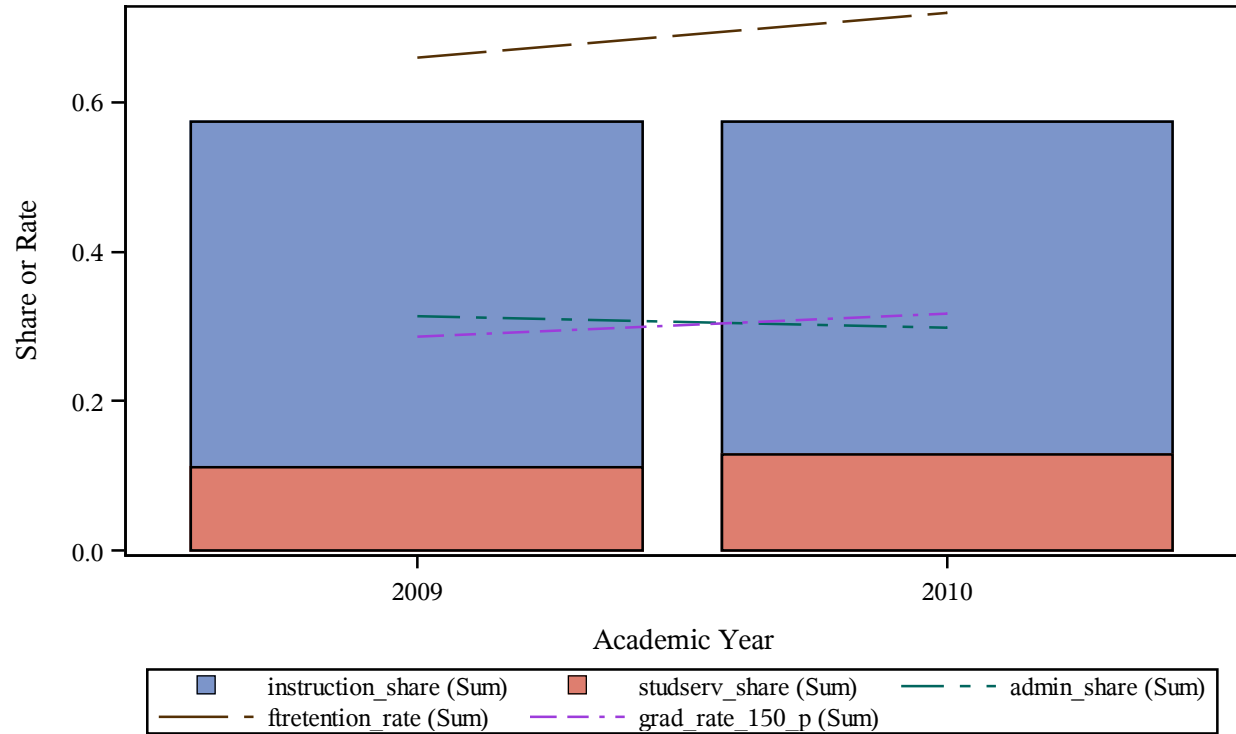 0.6
0.4
0.2
0.0
Share or Rate
2009 2010
Academic Year
instruction_share (Sum) studserv_share (Sum) admin_share (Sum)
ftretention_rate (Sum) grad_rate_150_p (Sum)